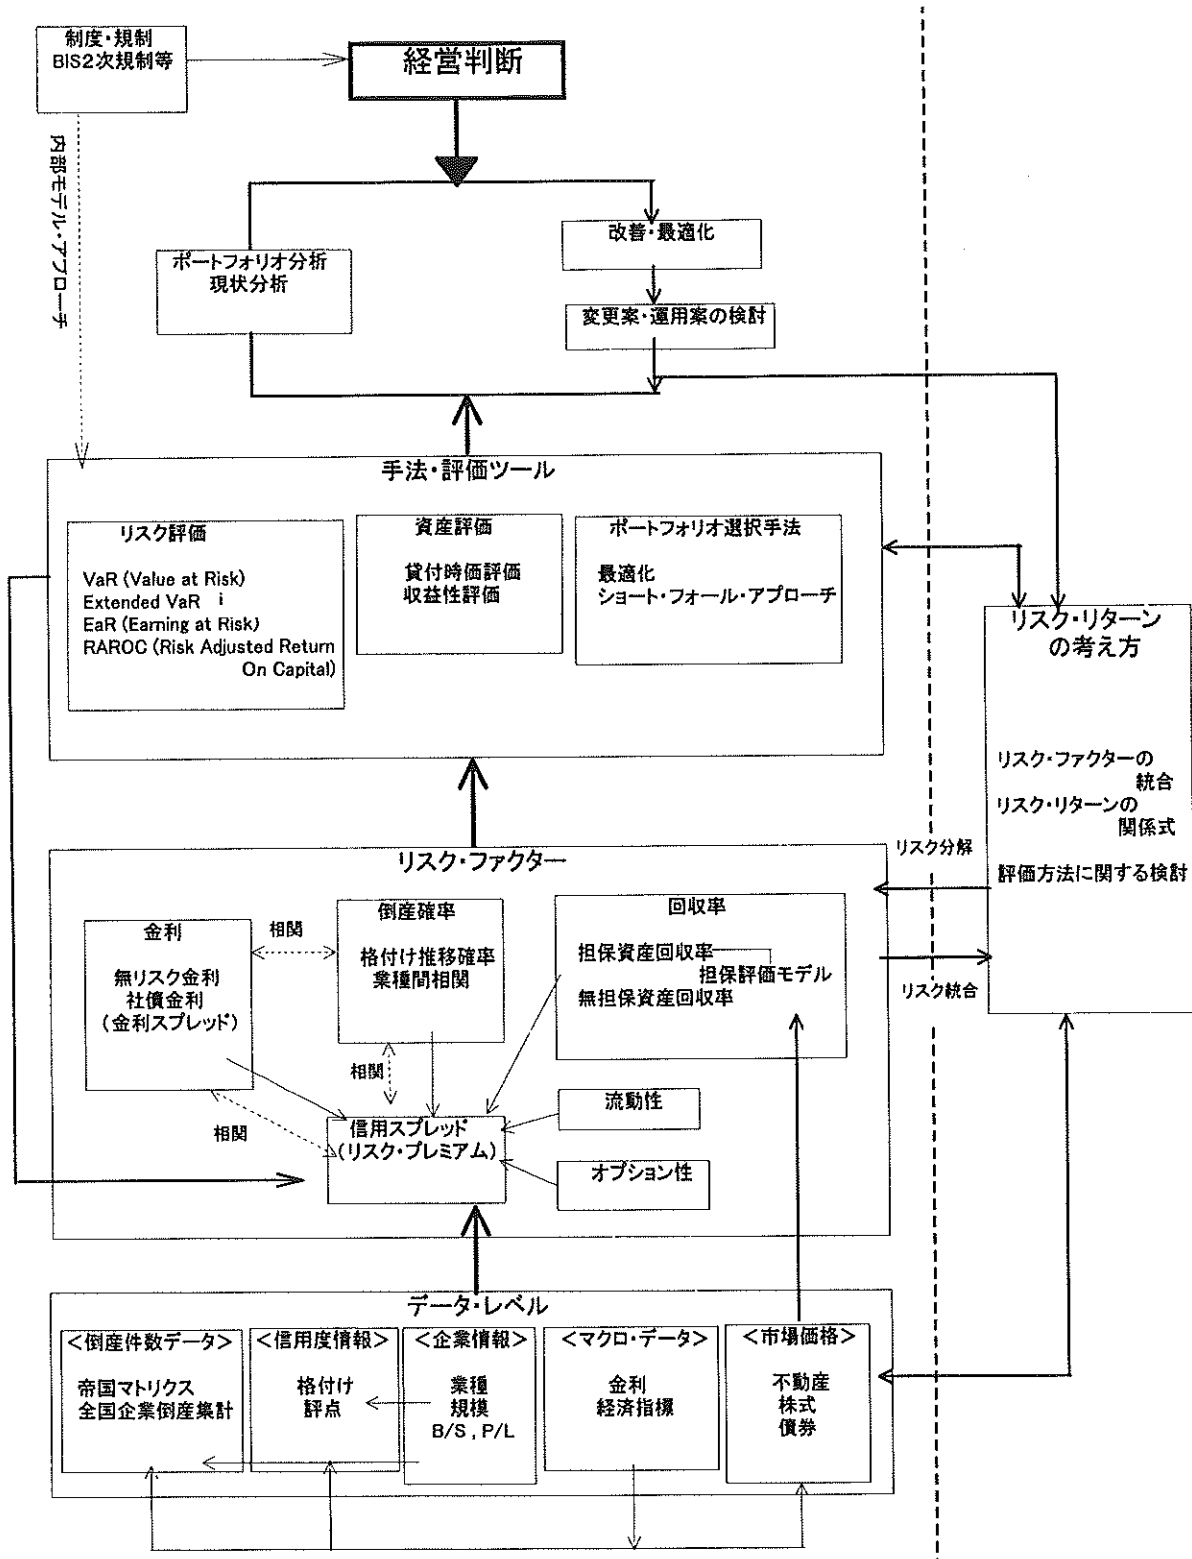 制度・規制
BIS2次規制等
経営判断
内部モデル・アプローチ
ポートフォリオ分析
現状分析
改善・最適化
変更案・運用案の検討
手法・評価ツール
リスク評価
VaR (Value at Risk)
Extended VaR i
EaR (Earning at Risk)
RAROC (Risk Adjusted Return
On Capital)
資産評価
貸付時価評価
収益性評価
ポートフォリオ選択手法
最適化
ショート・フォール・アプローチ
リスク・リターン
の考え方
リスク・ファクターの
統合
リスク・リターンの
関係式
評価方法に関する検討
リスク分解
リスク統合
リスク・ファクター
金利
無リスク金利
社債金利
(金利スプレッド)
相関
倒産確率
格付け推移確率
業種間相関
回収率
担保資産回収率
担保評価モデル
無担保資産回収率
相関
相関
信用スプレッド
(リスク・プレミアム)
流動性
オプション性
データ・レベル
<倒産件数データ>
帝国マトリクス
全国企業倒産集計
<信用度情報>
格付け
評点
<企業情報>
業種
規模
B/S , P/L
<マクロ・データ>
金利
経済指標
<市場価格>
不動産
株式
債券